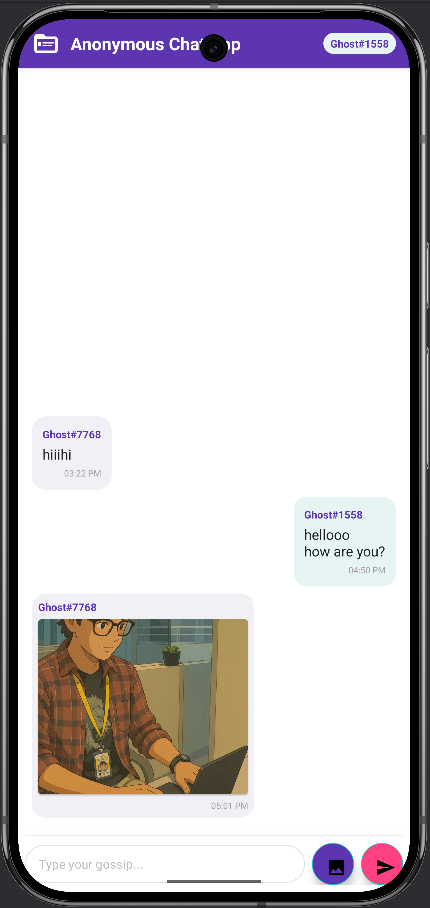 Anonymous Chat
pp
Ghost#1558
Ghost#7768
hiiihi
03:22 PM
Ghost#1558
hellooo
how are you?
04:50 PM
Ghost#7768
05:01 PM
Type your gossip...